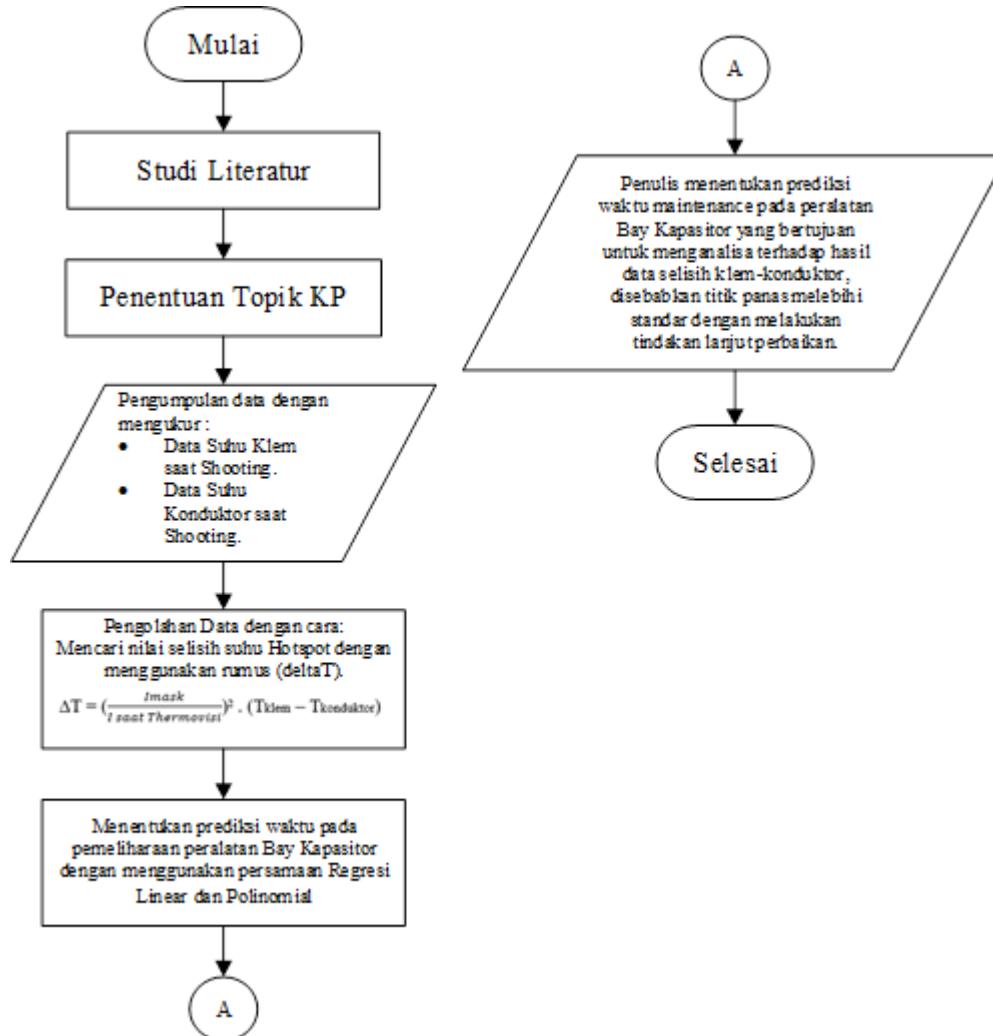 Mulai
Studi Literatur
Penentuan Topik KP
Pengumpulan data dengan
mengukur :
● Data Suhu Klem
saat Shooting.
● Data Suhu
Konduktor saat
Shooting.
Pengolahan Data dengan cara:
Mencari nilai selisih suhu Hotspot dengan
menggunakan rumus (deltaT).
ΔT = (Imask / I saat Thermovisi)² . (Tklem – Tkonduktor)
Menentukan prediksi waktu pada
pemeliharaan peralatan Bay Kapasitor
dengan menggunakan persamaan Regresi
Linear dan Polinomial
A
A
Penulis menentukan prediksi
waktu maintenance pada peralatan
Bay Kapasitor yang bertujuan
untuk menganalisa terhadap hasil
data selisih klem-konduktor,
disebabkan titik panas melebihi
standar dengan melakukan
tindakan lanjut perbaikan.
Selesai